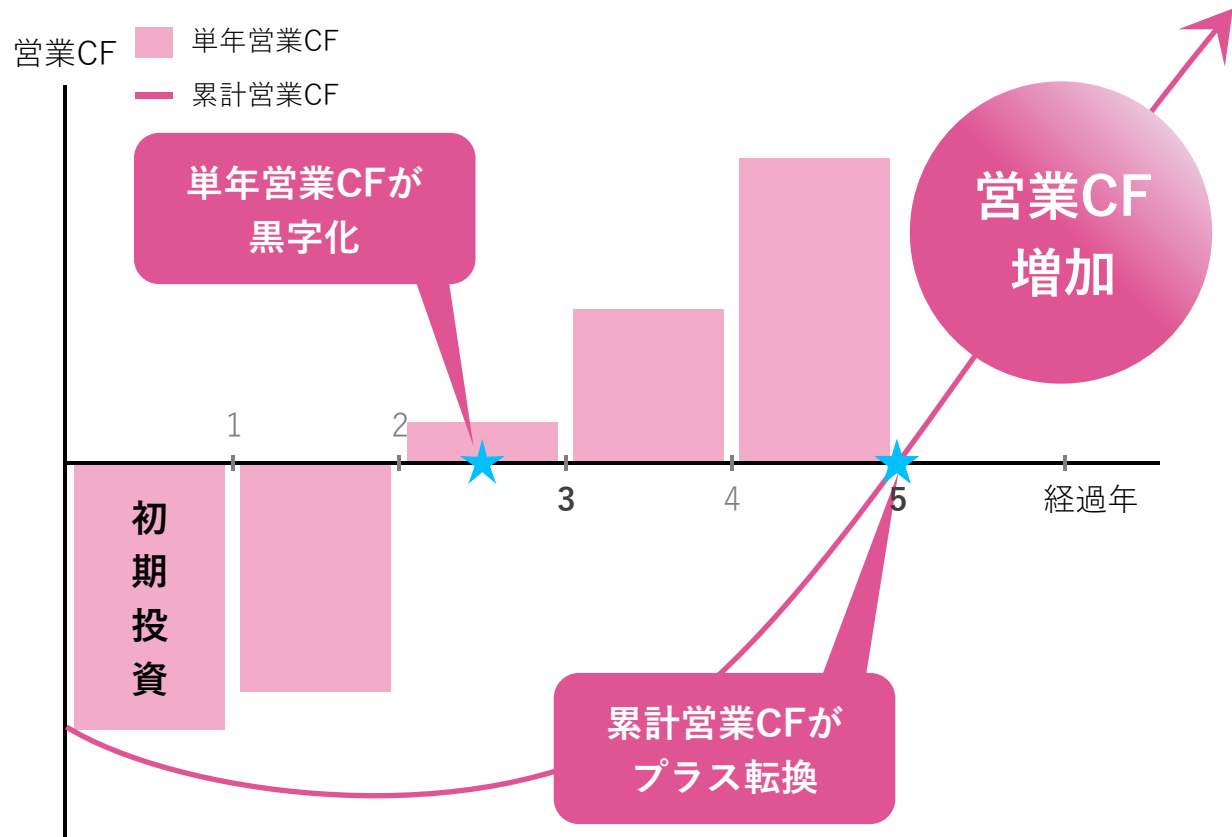 営業CF
単年営業CF
累計営業CF
単年営業CFが
黒字化
営業CF
増加
1
2
3
4
5
経過年
初
期
投
資
累計営業CFが
プラス転換